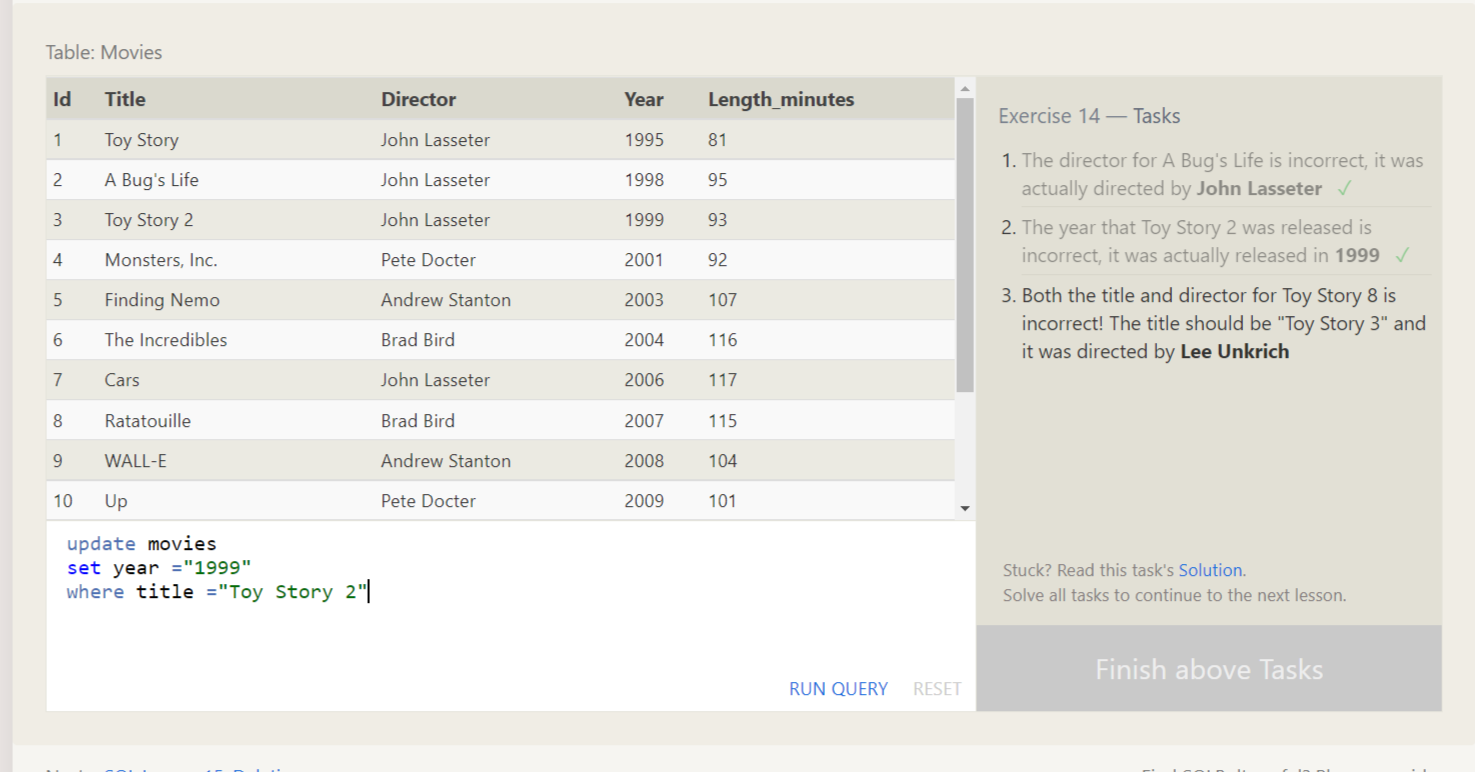 Table: Movies
Id Title Director Year Length_minutes
1 Toy Story John Lasseter 1995 81
2 A Bug's Life John Lasseter 1998 95
3 Toy Story 2 John Lasseter 1999 93
4 Monsters, Inc. Pete Docter 2001 92
5 Finding Nemo Andrew Stanton 2003 107
6 The Incredibles Brad Bird 2004 116
7 Cars John Lasseter 2006 117
8 Ratatouille Brad Bird 2007 115
9 WALL-E Andrew Stanton 2008 104
10 Up Pete Docter 2009 101
update movies
set year ="1999"
where title ="Toy Story 2"
RUN QUERY RESET
Exercise 14 — Tasks
1. The director for A Bug's Life is incorrect, it was
actually directed by John Lasseter ✓
2. The year that Toy Story 2 was released is
incorrect, it was actually released in 1999 ✓
3. Both the title and director for Toy Story 8 is
incorrect! The title should be "Toy Story 3" and
it was directed by Lee Unkrich
Stuck? Read this task's Solution.
Solve all tasks to continue to the next lesson.
Finish above Tasks